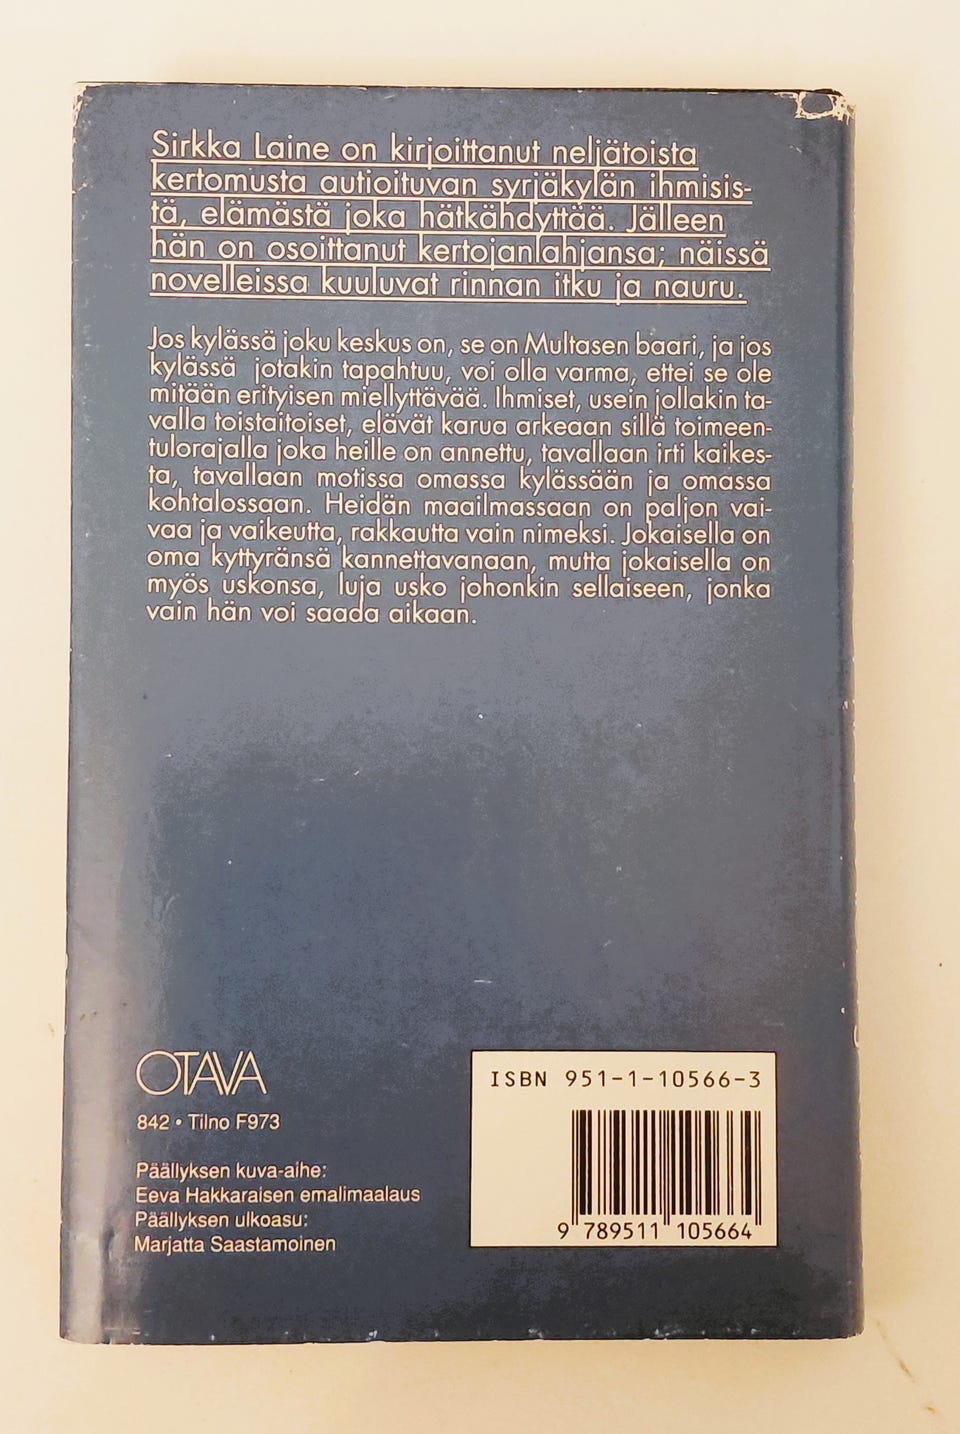 Sirkka Laine on kirjoittanut neljätoista
kertomusta autioituvan syrjäkylän ihmisis-
tä, elämästä joka hätkähdyttää. Jälleen
hän on osoittanut kertojanlahjansa; näissä
novelleissa kuuluvat rinnan itku ja nauru.
Jos kylässä joku keskus on, se on Multasen baari, ja jos
kylässä jotakin tapahtuu, voi olla varma, ettei se ole
mitään erityisen miellyttävää. Ihmiset, usein jollakin ta-
valla toistaitoiset, elävät karua arkeaan sillä toimeen-
tulorajalla joka heille on annettu, tavallaan irti kaikes-
ta, tavallaan motissa omassa kylässään ja omassa
kohtalossaan. Heidän maailmassaan on paljon vai-
vaa ja vaikeutta, rakkautta vain nimeksi. Jokaisella on
oma kyttyränsä kannettavanaan, mutta jokaisella on
myös uskonsa, luja usko johonkin sellaiseen, jonka
vain hän voi saada aikaan.
OTAVA
842 • Tilno F973
Päällyksen kuva-aihe:
Eeva Hakkaraisen emalimaalaus
Päällyksen ulkoasu:
Marjatta Saastamoinen
ISBN 951-1-10566-3
9 789511 105664